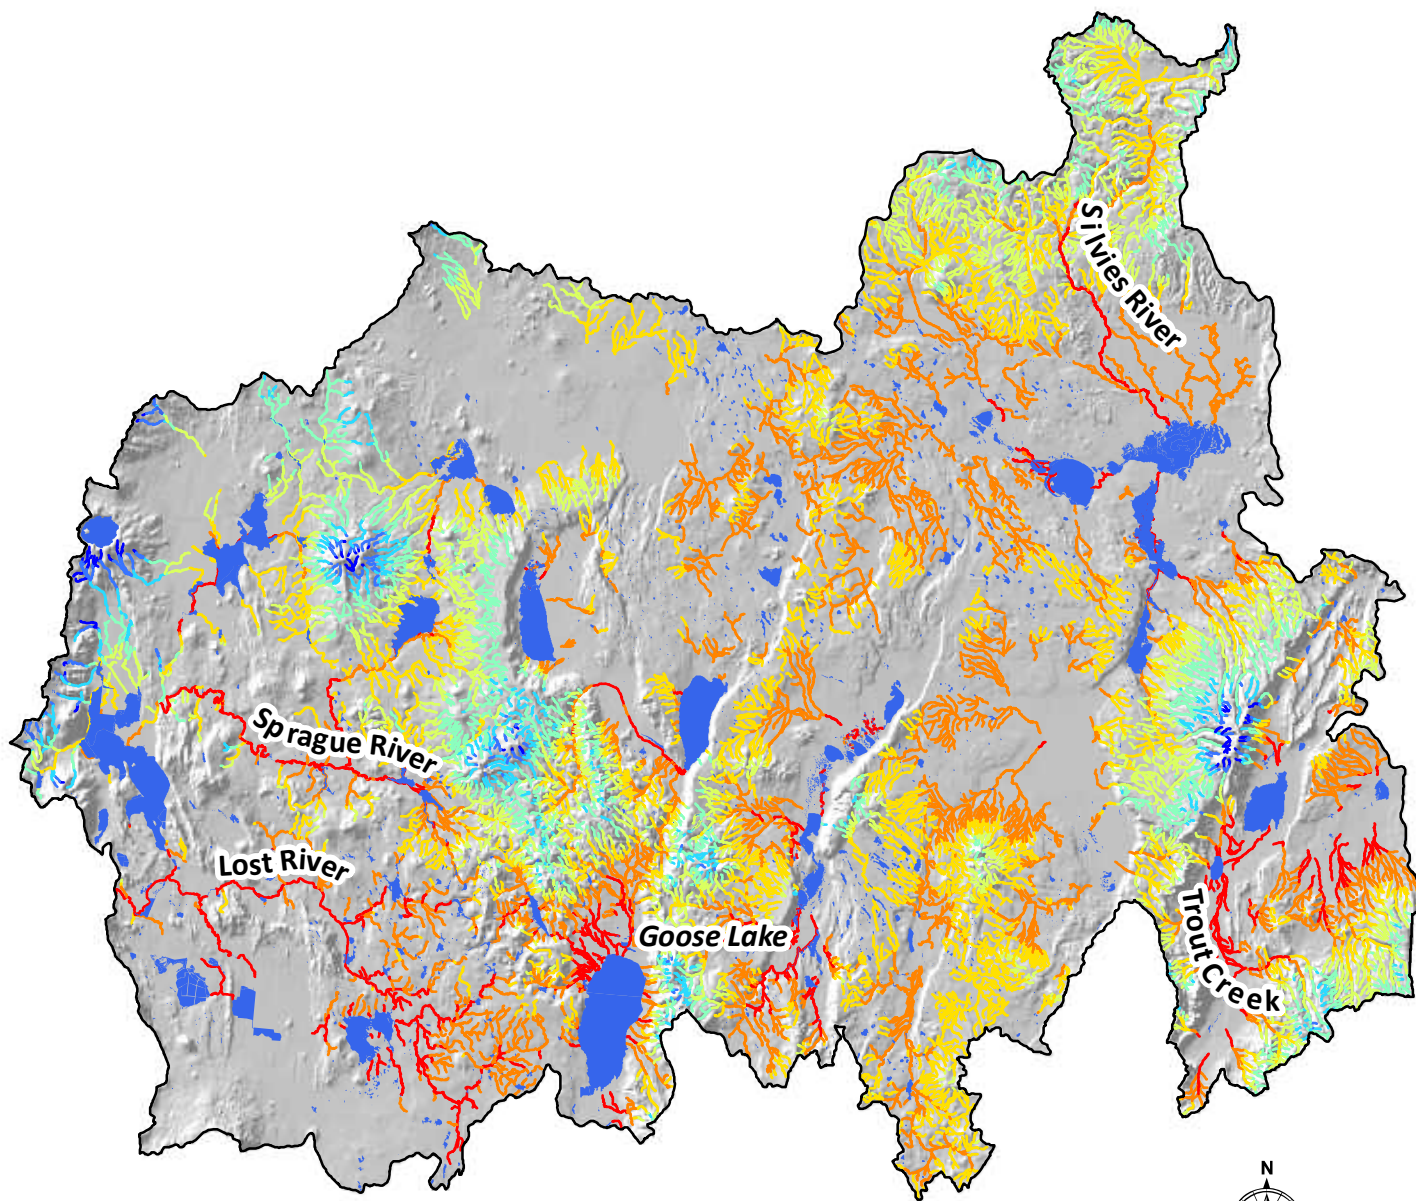 Silvies River
Sprague River
Lost River
Goose Lake
Trout Creek
N